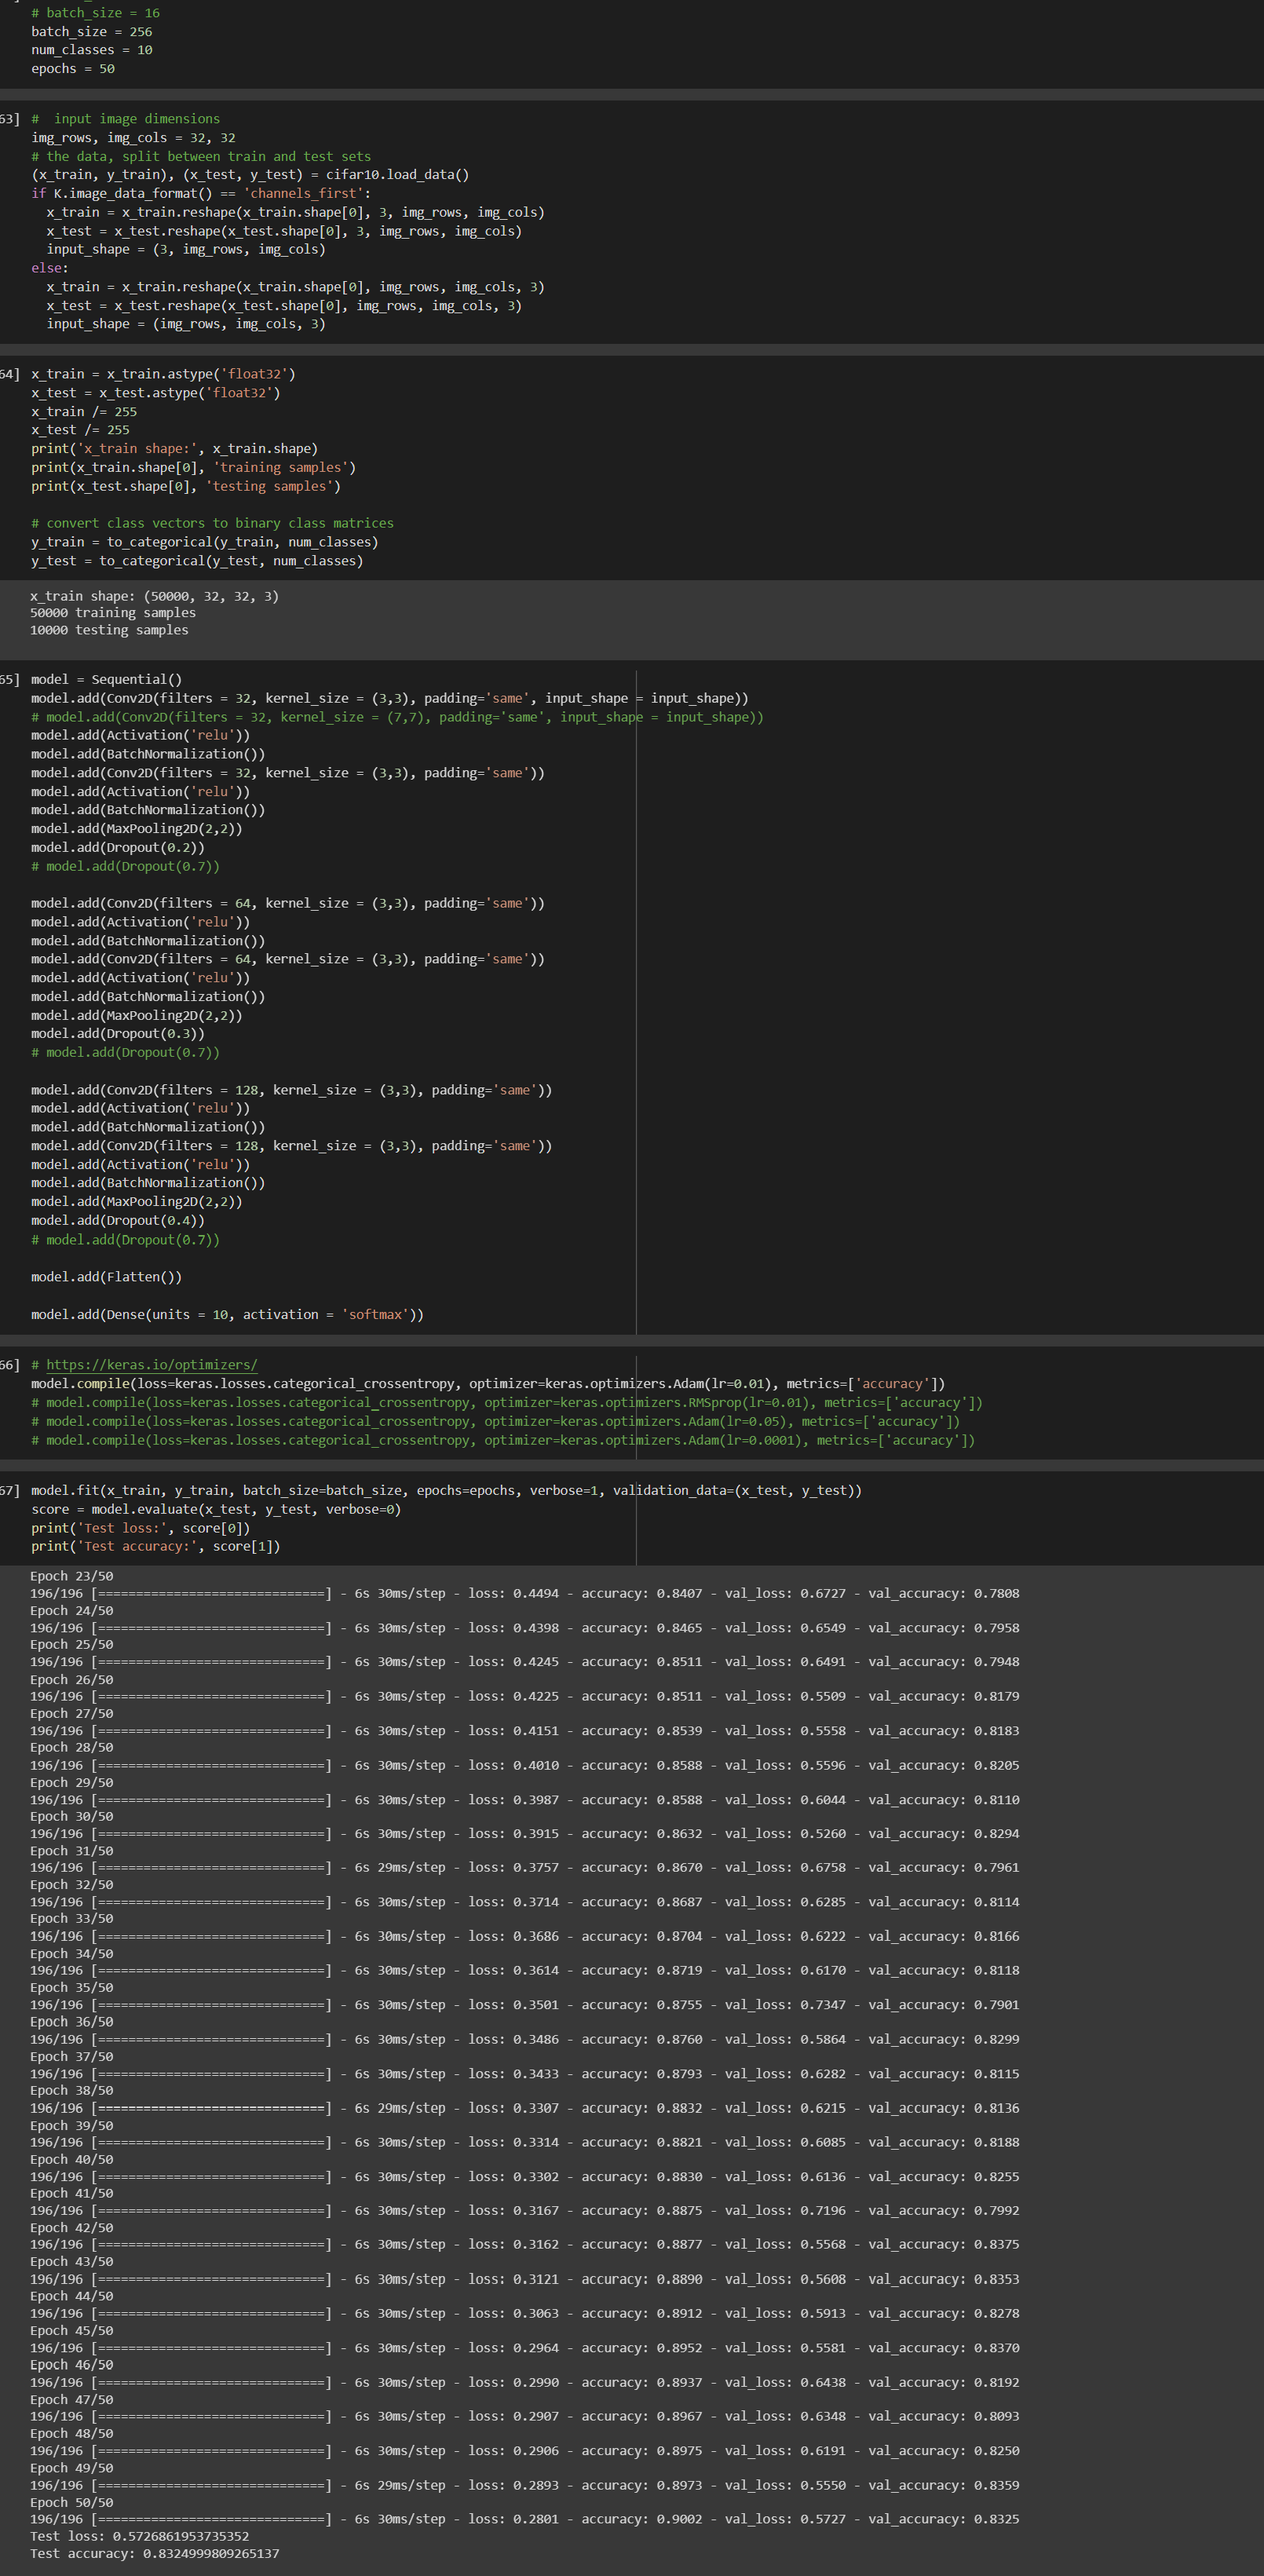 # batch_size = 16
batch_size = 256
num_classes = 10
epochs = 50
63] #  input image dimensions
img_rows, img_cols = 32, 32
# the data, split between train and test sets
(x_train, y_train), (x_test, y_test) = cifar10.load_data()
if K.image_data_format() == 'channels_first':
  x_train = x_train.reshape(x_train.shape[0], 3, img_rows, img_cols)
  x_test = x_test.reshape(x_test.shape[0], 3, img_rows, img_cols)
  input_shape = (3, img_rows, img_cols)
else:
  x_train = x_train.reshape(x_train.shape[0], img_rows, img_cols, 3)
  x_test = x_test.reshape(x_test.shape[0], img_rows, img_cols, 3)
  input_shape = (img_rows, img_cols, 3)
64] x_train = x_train.astype('float32')
x_test = x_test.astype('float32')
x_train /= 255
x_test /= 255
print('x_train shape:', x_train.shape)
print(x_train.shape[0], 'training samples')
print(x_test.shape[0], 'testing samples')
# convert class vectors to binary class matrices
y_train = to_categorical(y_train, num_classes)
y_test = to_categorical(y_test, num_classes)
x_train shape: (50000, 32, 32, 3)
50000 training samples
10000 testing samples
65] model = Sequential()
model.add(Conv2D(filters = 32, kernel_size = (3,3), padding='same', input_shape = input_shape))
# model.add(Conv2D(filters = 32, kernel_size = (7,7), padding='same', input_shape = input_shape))
model.add(Activation('relu'))
model.add(BatchNormalization())
model.add(Conv2D(filters = 32, kernel_size = (3,3), padding='same'))
model.add(Activation('relu'))
model.add(BatchNormalization())
model.add(MaxPooling2D(2,2))
model.add(Dropout(0.2))
# model.add(Dropout(0.7))
model.add(Conv2D(filters = 64, kernel_size = (3,3), padding='same'))
model.add(Activation('relu'))
model.add(BatchNormalization())
model.add(Conv2D(filters = 64, kernel_size = (3,3), padding='same'))
model.add(Activation('relu'))
model.add(BatchNormalization())
model.add(MaxPooling2D(2,2))
model.add(Dropout(0.3))
# model.add(Dropout(0.7))
model.add(Conv2D(filters = 128, kernel_size = (3,3), padding='same'))
model.add(Activation('relu'))
model.add(BatchNormalization())
model.add(Conv2D(filters = 128, kernel_size = (3,3), padding='same'))
model.add(Activation('relu'))
model.add(BatchNormalization())
model.add(MaxPooling2D(2,2))
model.add(Dropout(0.4))
# model.add(Dropout(0.7))
model.add(Flatten())
model.add(Dense(units = 10, activation = 'softmax'))
66] # https://keras.io/optimizers/
model.compile(loss=keras.losses.categorical_crossentropy, optimizer=keras.optimizers.Adam(lr=0.01), metrics=['accuracy'])
# model.compile(loss=keras.losses.categorical_crossentropy, optimizer=keras.optimizers.RMSprop(lr=0.01), metrics=['accuracy'])
# model.compile(loss=keras.losses.categorical_crossentropy, optimizer=keras.optimizers.Adam(lr=0.05), metrics=['accuracy'])
# model.compile(loss=keras.losses.categorical_crossentropy, optimizer=keras.optimizers.Adam(lr=0.0001), metrics=['accuracy'])
67] model.fit(x_train, y_train, batch_size=batch_size, epochs=epochs, verbose=1, validation_data=(x_test, y_test))
score = model.evaluate(x_test, y_test, verbose=0)
print('Test loss:', score[0])
print('Test accuracy:', score[1])
Epoch 23/50
196/196 [==============================] - 6s 30ms/step - loss: 0.4494 - accuracy: 0.8407 - val_loss: 0.6727 - val_accuracy: 0.7808
Epoch 24/50
196/196 [==============================] - 6s 30ms/step - loss: 0.4398 - accuracy: 0.8465 - val_loss: 0.6549 - val_accuracy: 0.7958
Epoch 25/50
196/196 [==============================] - 6s 30ms/step - loss: 0.4245 - accuracy: 0.8511 - val_loss: 0.6491 - val_accuracy: 0.7948
Epoch 26/50
196/196 [==============================] - 6s 30ms/step - loss: 0.4225 - accuracy: 0.8511 - val_loss: 0.5509 - val_accuracy: 0.8179
Epoch 27/50
196/196 [==============================] - 6s 30ms/step - loss: 0.4151 - accuracy: 0.8539 - val_loss: 0.5558 - val_accuracy: 0.8183
Epoch 28/50
196/196 [==============================] - 6s 30ms/step - loss: 0.4010 - accuracy: 0.8588 - val_loss: 0.5596 - val_accuracy: 0.8205
Epoch 29/50
196/196 [==============================] - 6s 30ms/step - loss: 0.3987 - accuracy: 0.8588 - val_loss: 0.6044 - val_accuracy: 0.8110
Epoch 30/50
196/196 [==============================] - 6s 30ms/step - loss: 0.3915 - accuracy: 0.8632 - val_loss: 0.5260 - val_accuracy: 0.8294
Epoch 31/50
196/196 [==============================] - 6s 29ms/step - loss: 0.3757 - accuracy: 0.8670 - val_loss: 0.6758 - val_accuracy: 0.7961
Epoch 32/50
196/196 [==============================] - 6s 30ms/step - loss: 0.3714 - accuracy: 0.8687 - val_loss: 0.6285 - val_accuracy: 0.8114
Epoch 33/50
196/196 [==============================] - 6s 30ms/step - loss: 0.3686 - accuracy: 0.8704 - val_loss: 0.6222 - val_accuracy: 0.8166
Epoch 34/50
196/196 [==============================] - 6s 30ms/step - loss: 0.3614 - accuracy: 0.8719 - val_loss: 0.6170 - val_accuracy: 0.8118
Epoch 35/50
196/196 [==============================] - 6s 30ms/step - loss: 0.3501 - accuracy: 0.8755 - val_loss: 0.7347 - val_accuracy: 0.7901
Epoch 36/50
196/196 [==============================] - 6s 30ms/step - loss: 0.3486 - accuracy: 0.8760 - val_loss: 0.5864 - val_accuracy: 0.8299
Epoch 37/50
196/196 [==============================] - 6s 30ms/step - loss: 0.3433 - accuracy: 0.8793 - val_loss: 0.6282 - val_accuracy: 0.8115
Epoch 38/50
196/196 [==============================] - 6s 29ms/step - loss: 0.3307 - accuracy: 0.8832 - val_loss: 0.6215 - val_accuracy: 0.8136
Epoch 39/50
196/196 [==============================] - 6s 30ms/step - loss: 0.3314 - accuracy: 0.8821 - val_loss: 0.6085 - val_accuracy: 0.8188
Epoch 40/50
196/196 [==============================] - 6s 30ms/step - loss: 0.3302 - accuracy: 0.8830 - val_loss: 0.6136 - val_accuracy: 0.8255
Epoch 41/50
196/196 [==============================] - 6s 30ms/step - loss: 0.3167 - accuracy: 0.8875 - val_loss: 0.7196 - val_accuracy: 0.7992
Epoch 42/50
196/196 [==============================] - 6s 30ms/step - loss: 0.3162 - accuracy: 0.8877 - val_loss: 0.5568 - val_accuracy: 0.8375
Epoch 43/50
196/196 [==============================] - 6s 30ms/step - loss: 0.3121 - accuracy: 0.8890 - val_loss: 0.5608 - val_accuracy: 0.8353
Epoch 44/50
196/196 [==============================] - 6s 30ms/step - loss: 0.3063 - accuracy: 0.8912 - val_loss: 0.5913 - val_accuracy: 0.8278
Epoch 45/50
196/196 [==============================] - 6s 30ms/step - loss: 0.2964 - accuracy: 0.8952 - val_loss: 0.5581 - val_accuracy: 0.8370
Epoch 46/50
196/196 [==============================] - 6s 30ms/step - loss: 0.2990 - accuracy: 0.8937 - val_loss: 0.6438 - val_accuracy: 0.8192
Epoch 47/50
196/196 [==============================] - 6s 30ms/step - loss: 0.2907 - accuracy: 0.8967 - val_loss: 0.6348 - val_accuracy: 0.8093
Epoch 48/50
196/196 [==============================] - 6s 30ms/step - loss: 0.2906 - accuracy: 0.8975 - val_loss: 0.6191 - val_accuracy: 0.8250
Epoch 49/50
196/196 [==============================] - 6s 29ms/step - loss: 0.2893 - accuracy: 0.8973 - val_loss: 0.5550 - val_accuracy: 0.8359
Epoch 50/50
196/196 [==============================] - 6s 30ms/step - loss: 0.2801 - accuracy: 0.9002 - val_loss: 0.5727 - val_accuracy: 0.8325
Test loss: 0.5726861953735352
Test accuracy: 0.8324999809265137